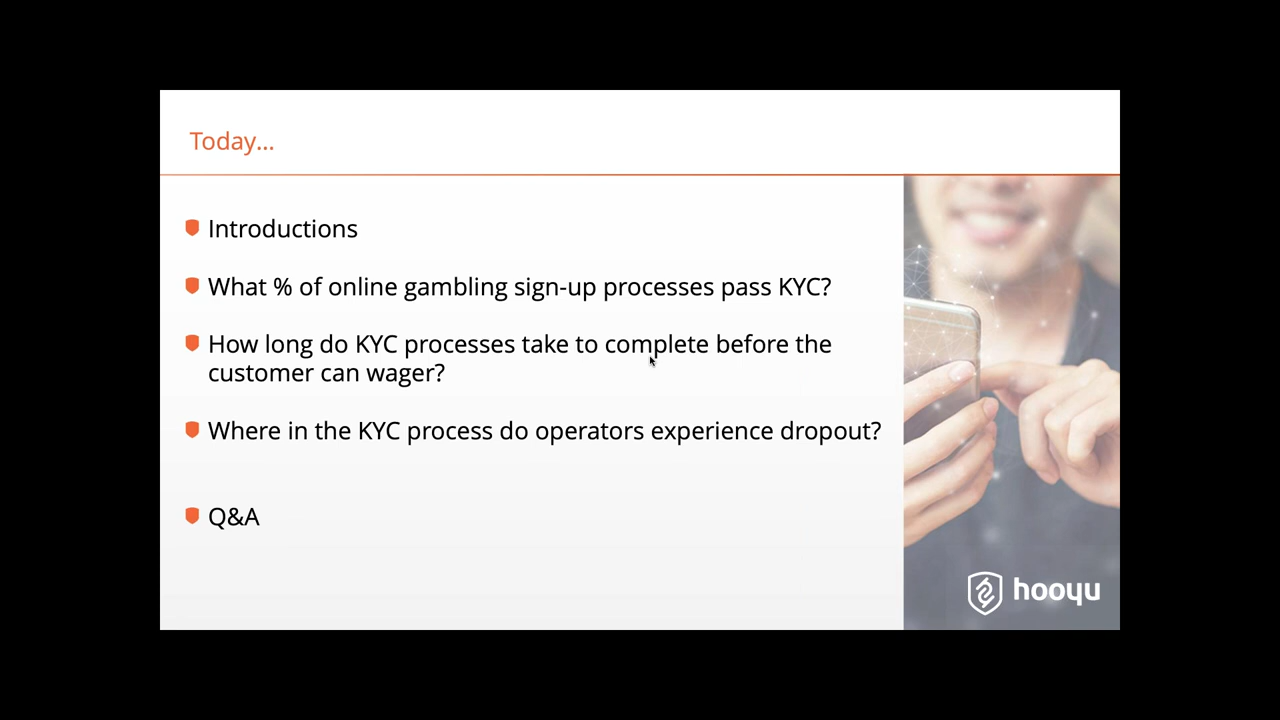 Today...
Introductions
What % of online gambling sign-up processes pass KYC?
How long do KYC processes take to complete before the
customer can wager?
Where in the KYC process do operators experience dropout?
Q&A
hooyu